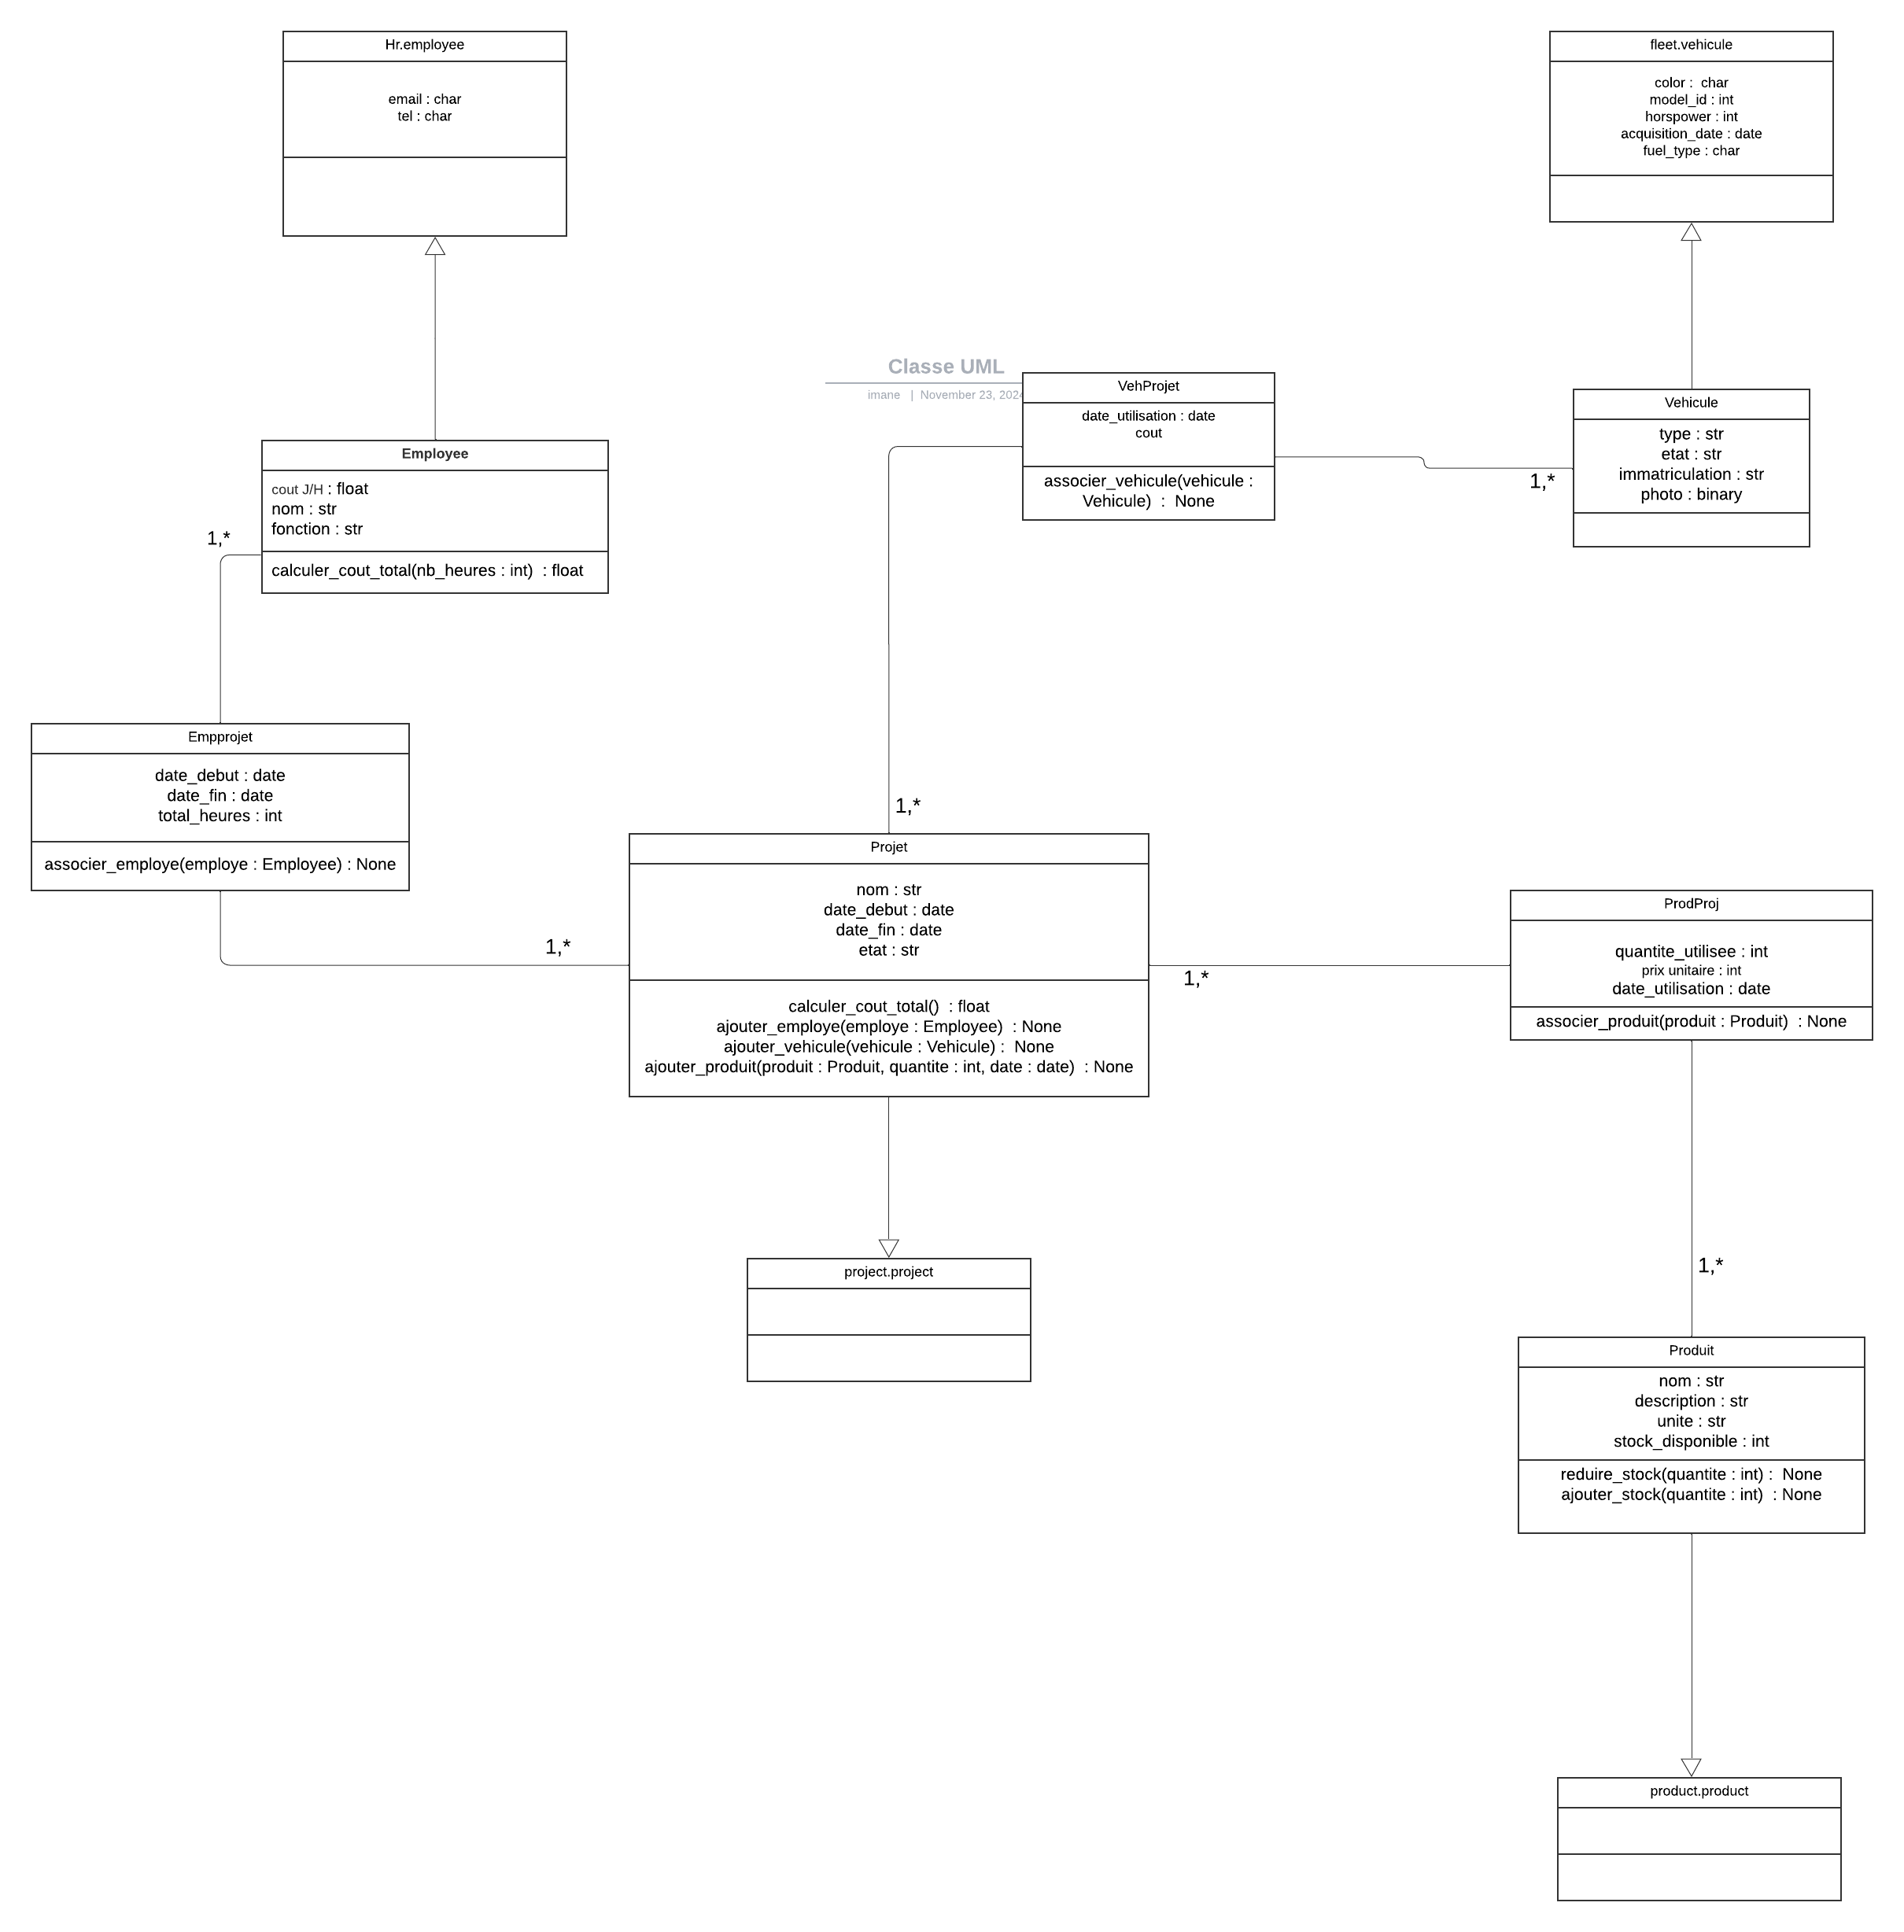 Hr.employee
email : char
tel : char
fleet.vehicule
color :  char
model_id : int
horspower : int
acquisition_date : date
fuel_type : char
Classe UML
imane  |  November 23, 2024
VehProjet
date_utilisation : date
cout
associer_vehicule(vehicule :
Vehicule)  :  None
1,*
Vehicule
type : str
etat : str
immatriculation : str
photo : binary
Employee
cout J/H : float
nom : str
fonction : str
calculer_cout_total(nb_heures : int)  : float
1,*
Empprojet
date_debut : date
date_fin : date
total_heures : int
associer_employe(employe : Employee) : None
1,*
1,*
Projet
nom : str
date_debut : date
date_fin : date
etat : str
calculer_cout_total()  : float
ajouter_employe(employe : Employee)  : None
ajouter_vehicule(vehicule : Vehicule) :  None
ajouter_produit(produit : Produit, quantite : int, date : date)  : None
1,*
ProdProj
quantite_utilisee : int
prix unitaire : int
date_utilisation : date
associer_produit(produit : Produit)  : None
1,*
project.project
Produit
nom : str
description : str
unite : str
stock_disponible : int
reduire_stock(quantite : int) :  None
ajouter_stock(quantite : int)  : None
product.product